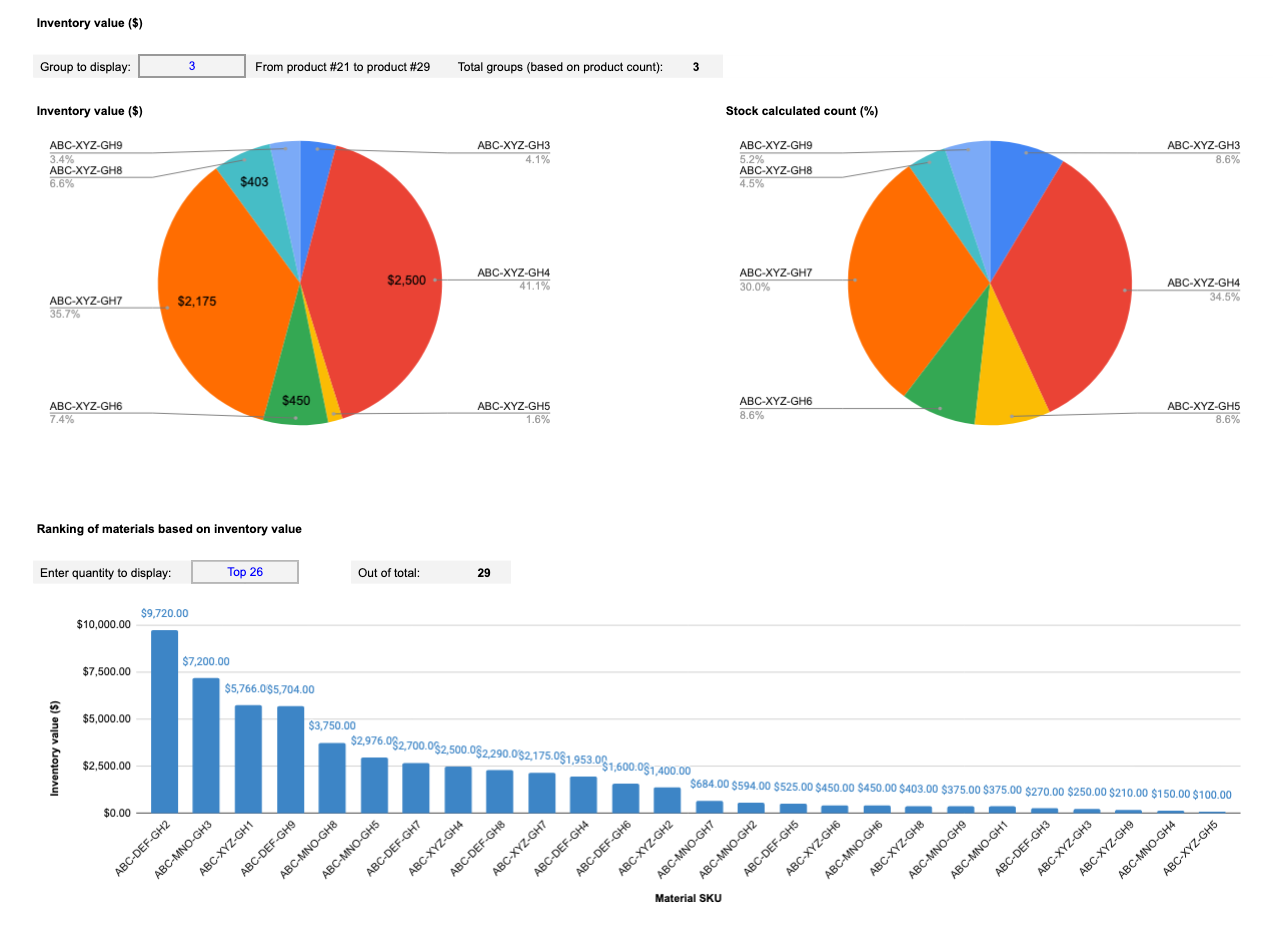 Inventory value ($)
Group to display: 3 From product #21 to product #29 Total groups (based on product count): 3
Inventory value ($)
ABC-XYZ-GH9
3.4%
ABC-XYZ-GH8
6.6%
ABC-XYZ-GH7
35.7%
ABC-XYZ-GH6
7.4%
$403
$2,175
$450
$2,500
ABC-XYZ-GH3
4.1%
ABC-XYZ-GH4
41.1%
ABC-XYZ-GH5
1.6%
Stock calculated count (%)
ABC-XYZ-GH9
5.2%
ABC-XYZ-GH8
4.5%
ABC-XYZ-GH7
30.0%
ABC-XYZ-GH6
8.6%
ABC-XYZ-GH3
8.6%
ABC-XYZ-GH4
34.5%
ABC-XYZ-GH5
8.6%
Ranking of materials based on inventory value
Enter quantity to display: Top 26 Out of total: 29
Inventory value ($)
$10,000.00
$7,500.00
$5,000.00
$2,500.00
$0.00
$9,720.00
$7,200.00
$5,766.00
$5,704.00
$3,750.00
$2,976.00
$2,700.00
$2,500.00
$2,290.00
$2,175.00
$1,953.00
$1,600.00
$1,400.00
$684.00
$594.00
$525.00
$450.00
$450.00
$403.00
$375.00
$375.00
$270.00
$250.00
$210.00
$150.00
$100.00
ABC-DEF-GH2
ABC-MNO-GH3
ABC-XYZ-GH1
ABC-DEF-GH9
ABC-MNO-GH8
ABC-MNO-GH5
ABC-DEF-GH7
ABC-XYZ-GH4
ABC-DEF-GH8
ABC-XYZ-GH7
ABC-DEF-GH4
ABC-DEF-GH6
ABC-XYZ-GH2
ABC-MNO-GH7
ABC-MNO-GH2
ABC-DEF-GH5
ABC-XYZ-GH6
ABC-MNO-GH6
ABC-XYZ-GH8
ABC-MNO-GH9
ABC-MNO-GH1
ABC-DEF-GH3
ABC-XYZ-GH3
ABC-XYZ-GH9
ABC-MNO-GH4
ABC-XYZ-GH5
Material SKU